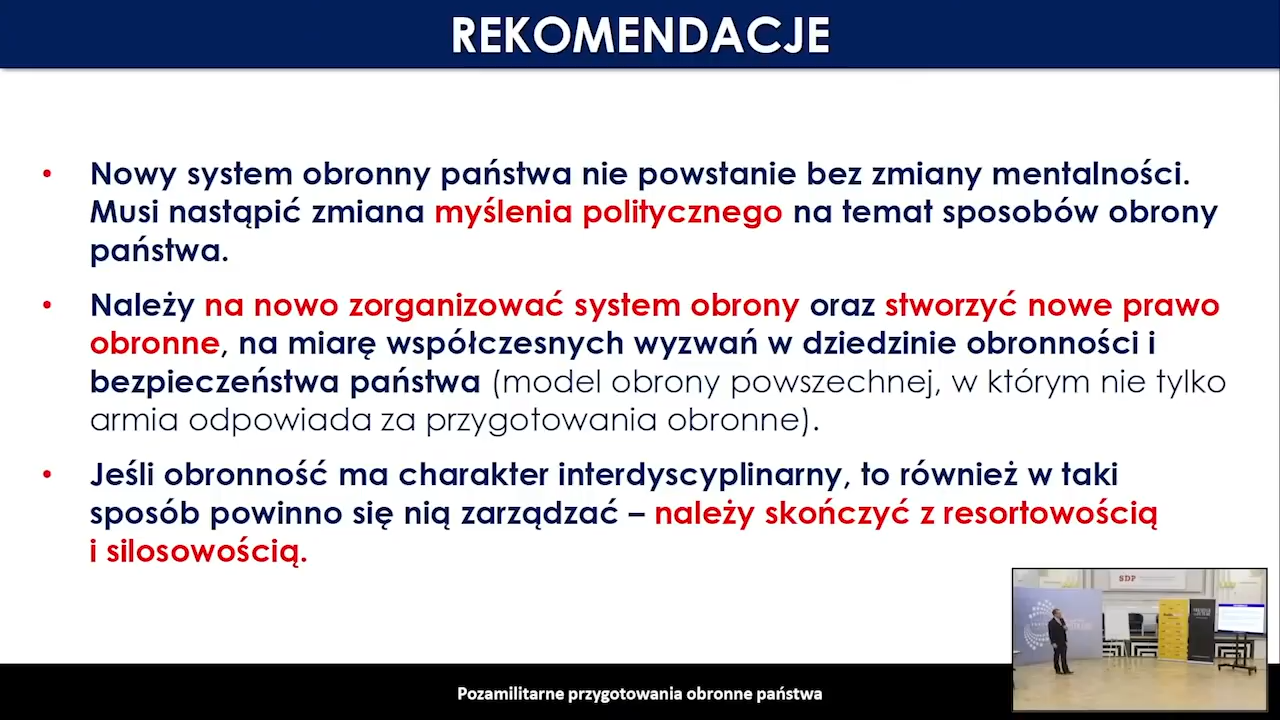 REKOMENDACJE
• Nowy system obronny państwa nie powstanie bez zmiany mentalności.
Musi nastąpić zmiana myślenia politycznego na temat sposobów obrony
państwa.
• Należy na nowo zorganizować system obrony oraz stworzyć nowe prawo
obronne, na miarę współczesnych wyzwań w dziedzinie obronności i
bezpieczeństwa państwa (model obrony powszechnej, w którym nie tylko
armia odpowiada za przygotowania obronne).
• Jeśli obronność ma charakter interdyscyplinarny, to również w taki
sposób powinno się nią zarządzać – należy skończyć z resortowością
i silosowością.
SDP
Pozamilitarne przygotowania obronne państwa